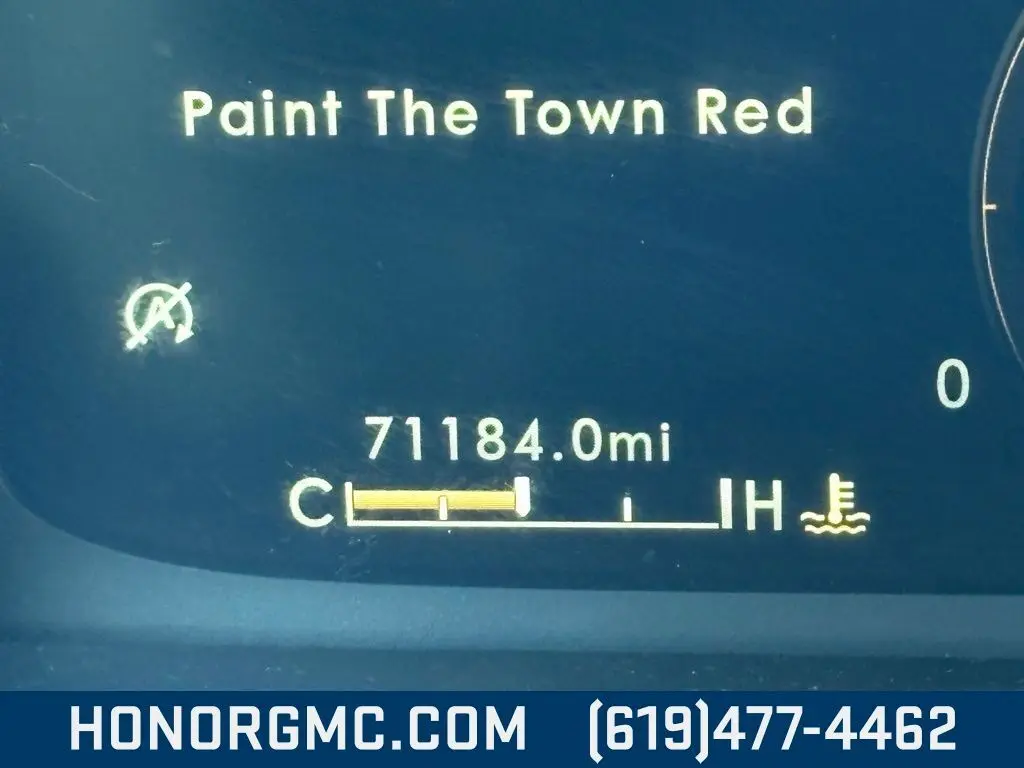 Paint The Town Red
A
0
71184.0mi
C H
HONORGMC.COM (619)477-4462